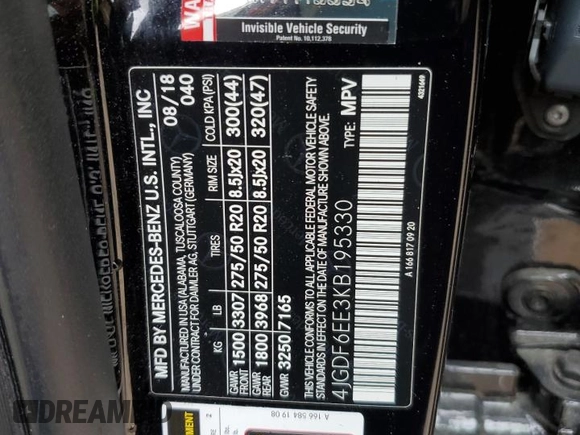 Invisible Vehicle Security
Patent No. 10,112,378
MFD BY MERCEDES-BENZ U.S. INTL., INC
MANUFACTURED IN USA (ALABAMA, TUSCALOOSA COUNTY) 08/18
UNDER CONTRACT FOR DAIMLER AG, STUTTGART (GERMANY) 040
KG LB TIRES RIM SIZE COLD KPA (PSI)
GAWR FRONT 1500 3307 275/50 R20 8.5Jx20 300(44)
GAWR REAR 1800 3968 275/50 R20 8.5Jx20 320(47)
GVWR 3250 7165
THIS VEHICLE CONFORMS TO ALL APPLICABLE FEDERAL MOTOR VEHICLE SAFETY
STANDARDS IN EFFECT ON THE DATE OF MANUFACTURE SHOWN ABOVE.
TYPE: MPV
4JGDF6EE3KB195330
A 166 817 09 20
4321649
A 166 584 19 08
DREAMBID
.COM